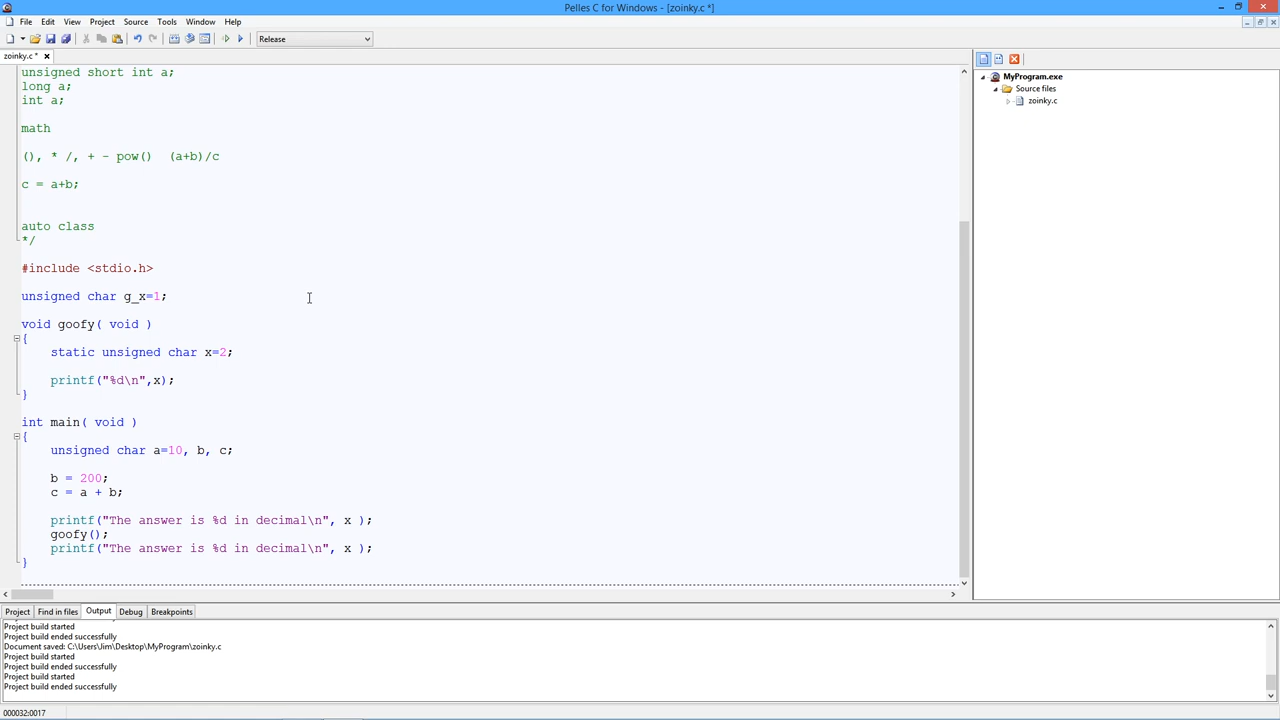 Pelles C for Windows - [zoinky.c *]
File Edit View Project Source Tools Window Help
Release
zoinky.c *
unsigned short int a;
long a;
int a;
math
(), * /, + - pow()  (a+b)/c
c = a+b;
auto class
*/
#include <stdio.h>
unsigned char g_x=1;
void goofy( void )
{
    static unsigned char x=2;
    printf("%d\n",x);
}
int main( void )
{
    unsigned char a=10, b, c;
    b = 200;
    c = a + b;
    printf("The answer is %d in decimal\n", x );
    goofy();
    printf("The answer is %d in decimal\n", x );
}
MyProgram.exe
Source files
zoinky.c
Project Find in files Output Debug Breakpoints
Project build started
Project build ended successfully
Document saved: C:\Users\Jim\Desktop\MyProgram\zoinky.c
Project build started
Project build ended successfully
Project build started
Project build ended successfully
000032:0017